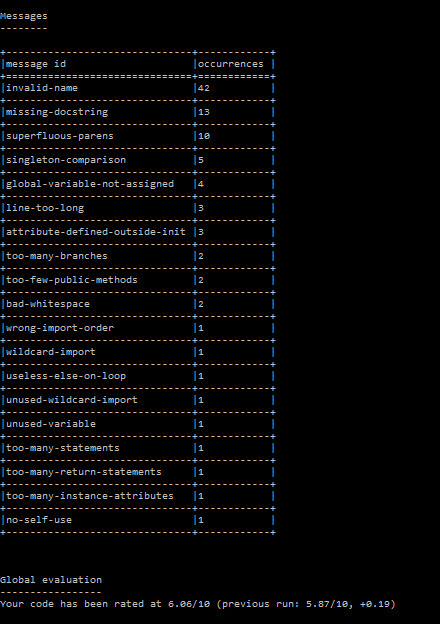 Messages
--------
+------------------------------+------------+
|message id                    |occurrences |
+==============================+============+
|invalid-name                  |42          |
+------------------------------+------------+
|missing-docstring             |13          |
+------------------------------+------------+
|superfluous-parens            |10          |
+------------------------------+------------+
|singleton-comparison          |5           |
+------------------------------+------------+
|global-variable-not-assigned  |4           |
+------------------------------+------------+
|line-too-long                 |3           |
+------------------------------+------------+
|attribute-defined-outside-init |3           |
+------------------------------+------------+
|too-many-branches             |2           |
+------------------------------+------------+
|too-few-public-methods        |2           |
+------------------------------+------------+
|bad-whitespace                |2           |
+------------------------------+------------+
|wrong-import-order            |1           |
+------------------------------+------------+
|wildcard-import               |1           |
+------------------------------+------------+
|useless-else-on-loop          |1           |
+------------------------------+------------+
|unused-wildcard-import        |1           |
+------------------------------+------------+
|unused-variable               |1           |
+------------------------------+------------+
|too-many-statements           |1           |
+------------------------------+------------+
|too-many-return-statements    |1           |
+------------------------------+------------+
|too-many-instance-attributes  |1           |
+------------------------------+------------+
|no-self-use                   |1           |
+------------------------------+------------+
Global evaluation
-----------------
Your code has been rated at 6.06/10 (previous run: 5.87/10, +0.19)